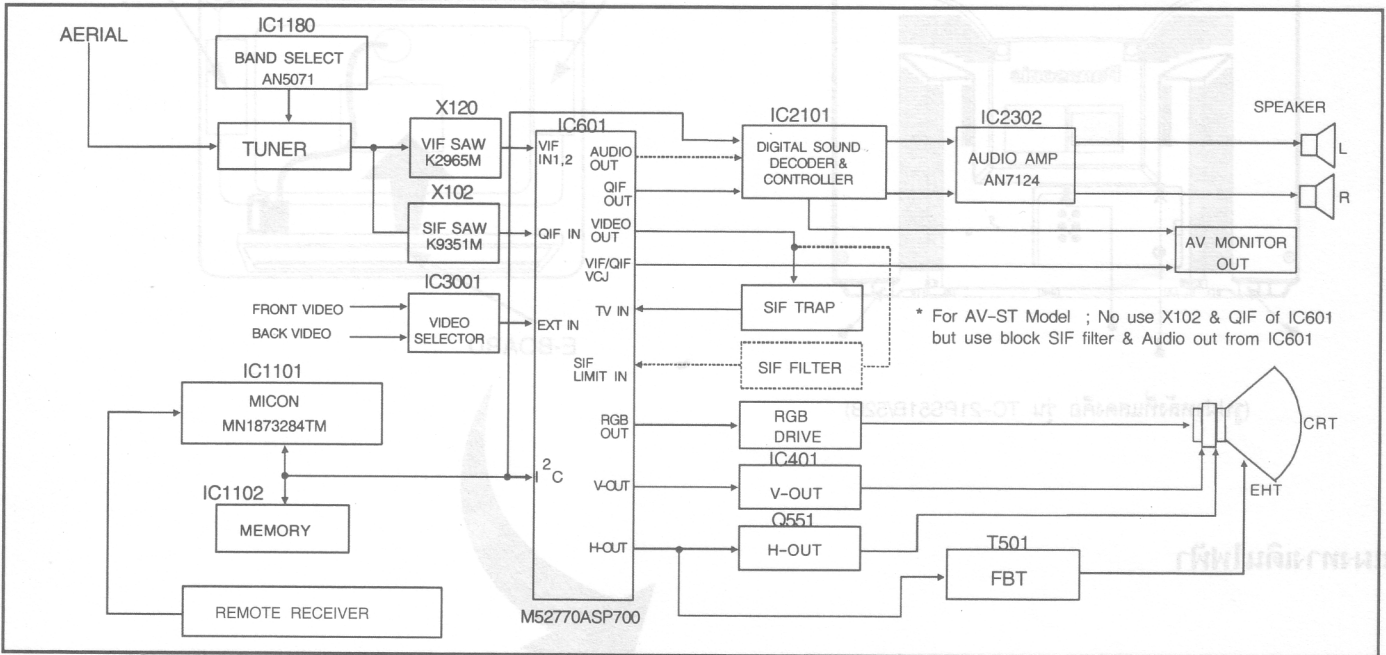 AERIAL
IC1180
BAND SELECT
AN5071
TUNER
X120
VIF SAW
K2965M
X102
SIF SAW
K9351M
IC3001
FRONT VIDEO
BACK VIDEO
VIDEO
SELECTOR
IC1101
MICON
MN1873284TM
IC1102
MEMORY
REMOTE RECEIVER
IC601
VIF
IN1,2
QIF IN
EXT IN
I²C
AUDIO
OUT
QIF
OUT
VIDEO
OUT
VIF/QIF
VCJ
TV IN
SIF
LIMIT IN
RGB
OUT
V-OUT
H-OUT
M52770ASP700
IC2101
DIGITAL SOUND
DECODER &
CONTROLLER
IC2302
AUDIO AMP
AN7124
SPEAKER
L
R
AV MONITOR
OUT
SIF TRAP
SIF FILTER
* For AV-ST Model ; No use X102 & QIF of IC601
but use block SIF filter & Audio out from IC601
RGB
DRIVE
IC401
V-OUT
Q551
H-OUT
T501
FBT
CRT
EHT
E-BOARD